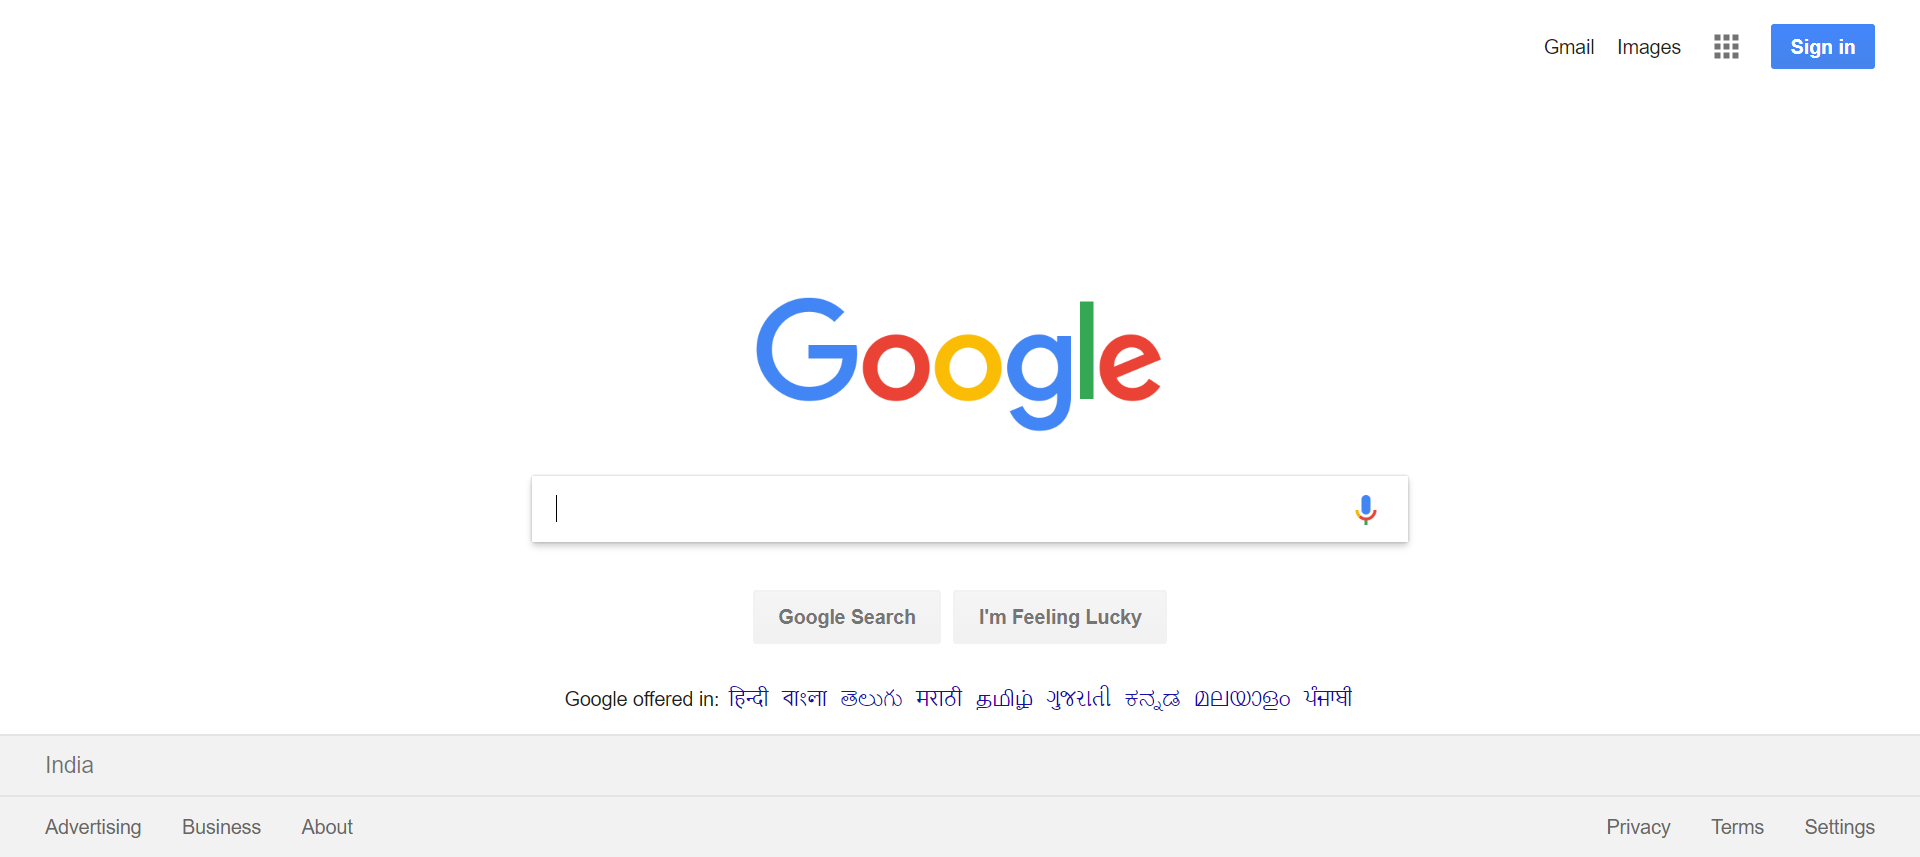 Gmail Images Sign in
Google
Google Search I'm Feeling Lucky
Google offered in: हिन्दी বাংলা తెలుగు मराठी தமிழ் ગુજરાતી ಕನ್ನಡ മലയാളം ਪੰਜਾਬੀ
India
Advertising Business About Privacy Terms Settings